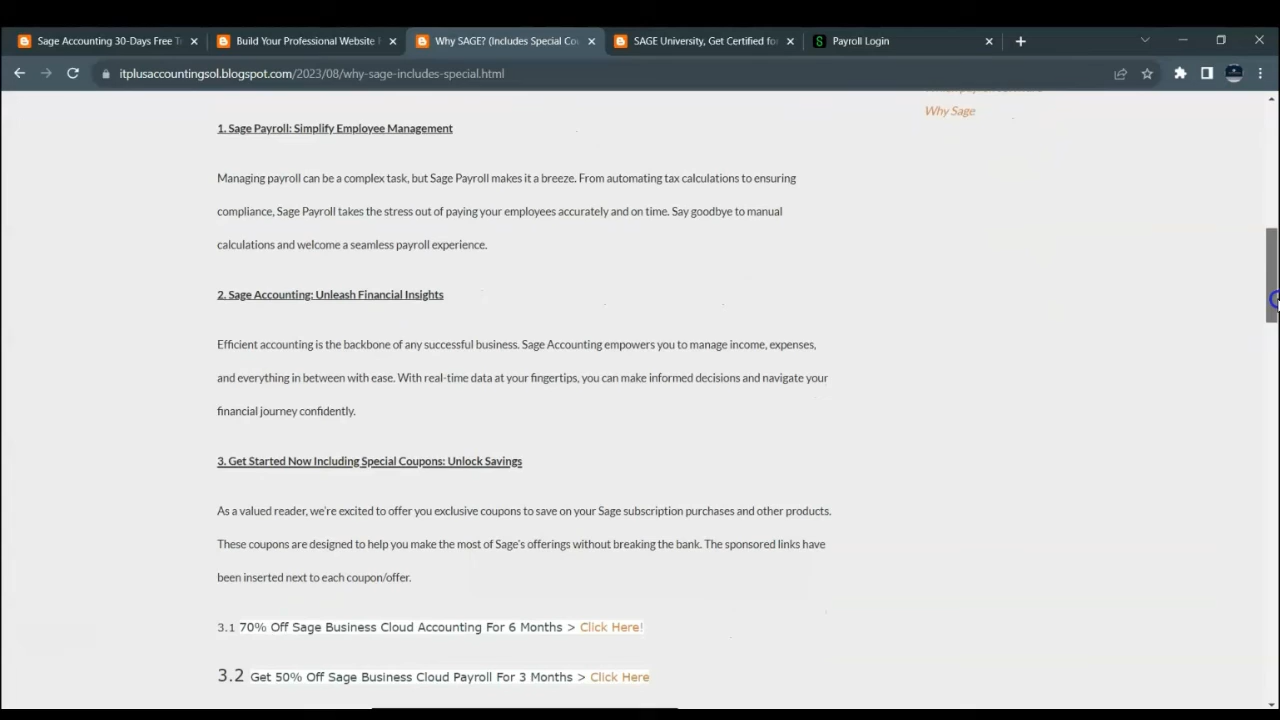 Sage Accounting 30-Days Free T
Build Your Professional Website
Why SAGE? (Includes Special Co
SAGE University, Get Certified for
Payroll Login
itplusaccountingsol.blogspot.com/2023/08/why-sage-includes-special.html
Why Sage
1. Sage Payroll: Simplify Employee Management
Managing payroll can be a complex task, but Sage Payroll makes it a breeze. From automating tax calculations to ensuring
compliance, Sage Payroll takes the stress out of paying your employees accurately and on time. Say goodbye to manual
calculations and welcome a seamless payroll experience.
2. Sage Accounting: Unleash Financial Insights
Efficient accounting is the backbone of any successful business. Sage Accounting empowers you to manage income, expenses,
and everything in between with ease. With real-time data at your fingertips, you can make informed decisions and navigate your
financial journey confidently.
3. Get Started Now Including Special Coupons: Unlock Savings
As a valued reader, we're excited to offer you exclusive coupons to save on your Sage subscription purchases and other products.
These coupons are designed to help you make the most of Sage's offerings without breaking the bank. The sponsored links have
been inserted next to each coupon/offer.
3.1 70% Off Sage Business Cloud Accounting For 6 Months > Click Here!
3.2 Get 50% Off Sage Business Cloud Payroll For 3 Months > Click Here